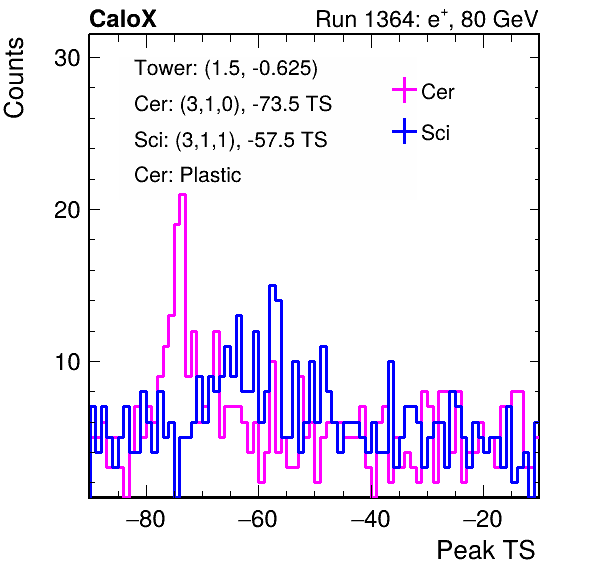 CaloX Run 1364: e⁺, 80 GeV
Counts
30
20
10
Tower: (1.5, -0.625)
Cer: (3,1,0), -73.5 TS
Sci: (3,1,1), -57.5 TS
Cer: Plastic
Cer
Sci
−80 −60 −40 −20
Peak TS